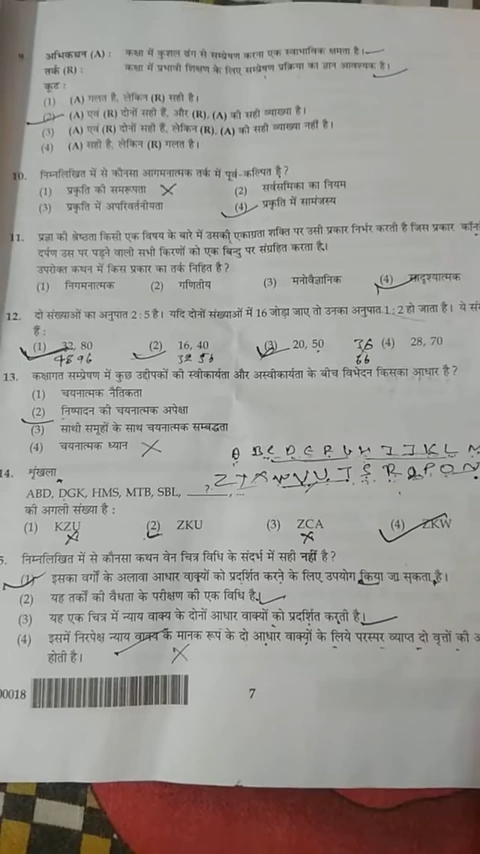 9. अभिकथन (A) : कक्षा में कुशल ढंग से सम्प्रेषण करना एक स्वाभाविक क्षमता है।
तर्क (R) : कक्षा में प्रभावी शिक्षण के लिए सम्प्रेषण प्रक्रिया का ज्ञान आवश्यक है।
कूट :
(1) (A) गलत है, लेकिन (R) सही है।
(2) (A) एवं (R) दोनों सही हैं, और (R), (A) की सही व्याख्या है।
(3) (A) एवं (R) दोनों सही हैं, लेकिन (R), (A) की सही व्याख्या नहीं है।
(4) (A) सही है, लेकिन (R) गलत है।
10. निम्नलिखित में से कौनसा आगमनात्मक तर्क में पूर्व-कल्पित है?
(1) प्रकृति की समरूपता (2) सर्वसमिका का नियम
(3) प्रकृति में अपरिवर्तनीयता (4) प्रकृति में सामंजस्य
11. प्रज्ञा की श्रेष्ठता किसी एक विषय के बारे में उसकी एकाग्रता शक्ति पर उसी प्रकार निर्भर करती है जिस प्रकार
दर्पण उस पर पड़ने वाली सभी किरणों को एक बिन्दु पर संग्रहित करता है।
उपरोक्त कथन में किस प्रकार का तर्क निहित है?
(1) निगमनात्मक (2) गणितीय (3) मनोवैज्ञानिक (4) सादृश्यात्मक
12. दो संख्याओं का अनुपात 2 : 5 है। यदि दोनों संख्याओं में 16 जोड़ा जाए तो उनका अनुपात 1 : 2 हो जाता है। ये
हैं :
(1) 32, 80 (2) 16, 40 (3) 20, 50 36 (4) 28, 70
48 96 32 56 66
13. कक्षागत सम्प्रेषण में कुछ उद्दीपकों की स्वीकार्यता और अस्वीकार्यता के बीच विभेदन किसका आधार है?
(1) चयनात्मक नैतिकता
(2) निष्पादन की चयनात्मक अपेक्षा
(3) साथी समूहों के साथ चयनात्मक सम्बद्धता
(4) चयनात्मक ध्यान
14. शृंखला
ABD, DGK, HMS, MTB, SBL, ______,
की अगली संख्या है :
(1) KZU (2) ZKU (3) ZCA (4) ZKW
5. निम्नलिखित में से कौनसा कथन वेन चित्र विधि के संदर्भ में सही नहीं है?
(1) इसका वर्गों के अलावा आधार वाक्यों को प्रदर्शित करने के लिए उपयोग किया जा सकता है।
(2) यह तर्कों की वैधता के परीक्षण की एक विधि है।
(3) यह एक चित्र में न्याय वाक्य के दोनों आधार वाक्यों को प्रदर्शित करती है।
(4) इसमें निरपेक्ष न्याय वाक्य के मानक रूप के दो आधार वाक्यों के लिये परस्पर व्याप्त दो वृत्तों की
होती है।
00018 7